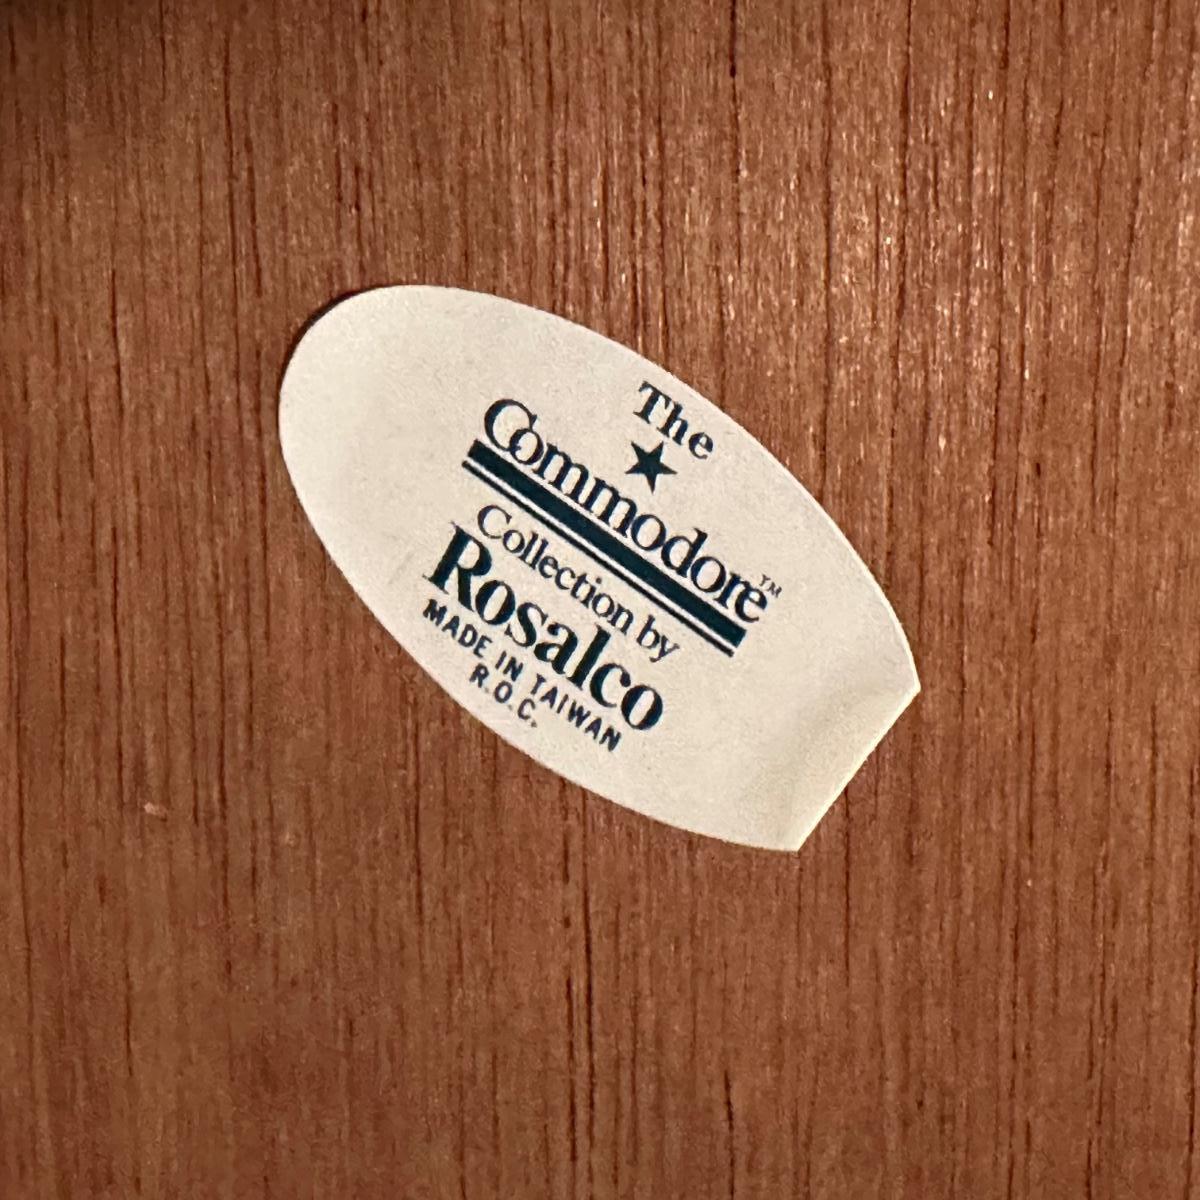 The
Commodore™
Collection by
Rosalco
MADE IN TAIWAN
R.O.C.